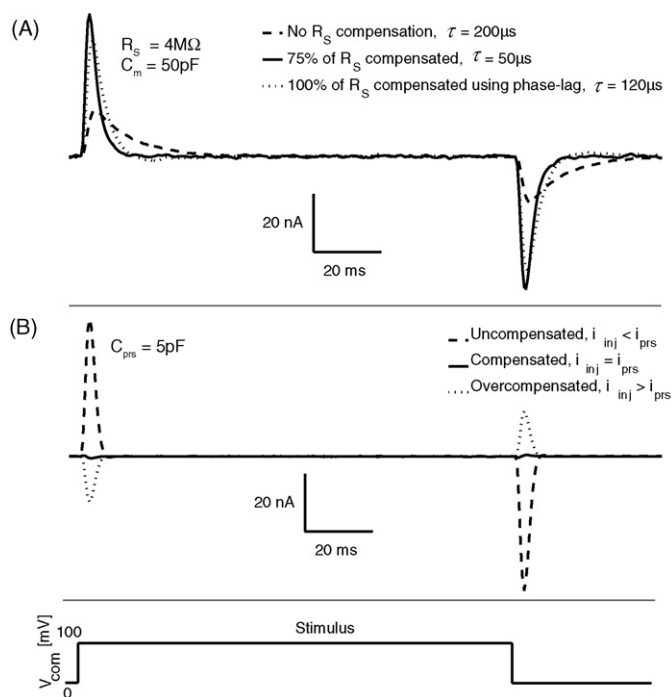 (A)
R_S = 4MΩ
C_m = 50pF
No R_S compensation, τ = 200μs
75% of R_S compensated, τ = 50μs
100% of R_S compensated using phase-lag, τ = 120μs
20 nA
20 ms
(B)
C_prs = 5pF
Uncompensated, i_inj < i_prs
Compensated, i_inj = i_prs
Overcompensated, i_inj > i_prs
20 nA
20 ms
V_com [mV]
100
0
Stimulus